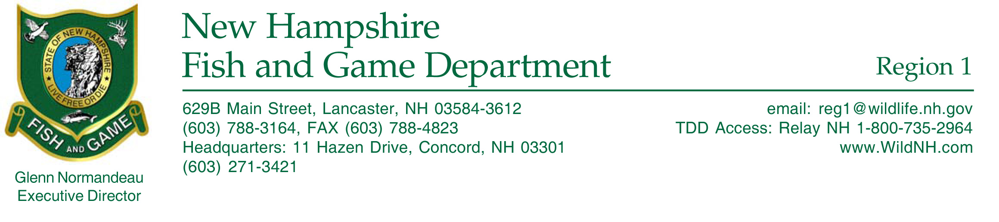 STATE OF NEW HAMPSHIRE
LIVE FREE OR DIE
FISH AND GAME
Glenn Normandeau
Executive Director
New Hampshire
Fish and Game Department
Region 1
629B Main Street, Lancaster, NH 03584-3612
(603) 788-3164, FAX (603) 788-4823
Headquarters: 11 Hazen Drive, Concord, NH 03301
(603) 271-3421
email: reg1@wildlife.nh.gov
TDD Access: Relay NH 1-800-735-2964
www.WildNH.com